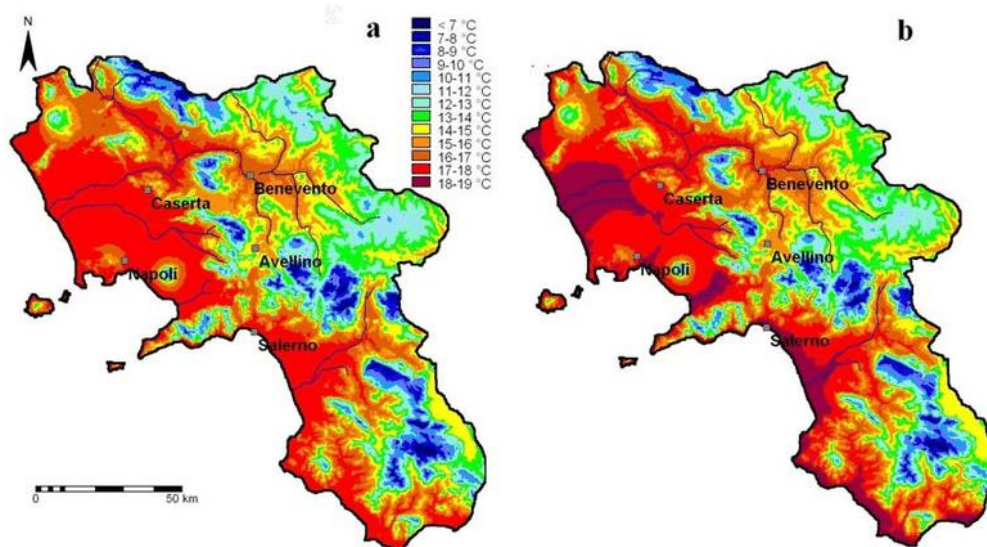 N
a
< 7 °C
7-8 °C
8-9 °C
9-10 °C
10-11 °C
11-12 °C
12-13 °C
13-14 °C
14-15 °C
15-16 °C
16-17 °C
17-18 °C
18-19 °C
b
Benevento
Caserta
Avellino
Napoli
Salerno
0 50 km
Benevento
Caserta
Avellino
Napoli
Salerno